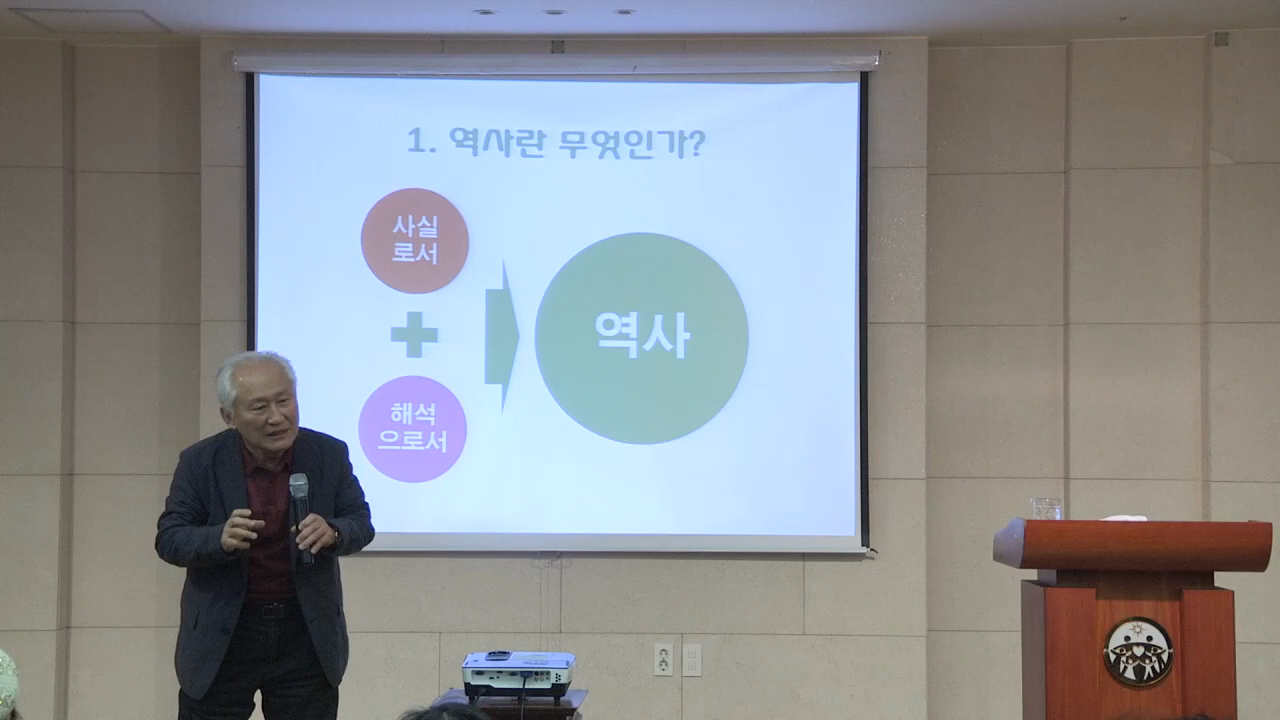 1. 역사란 무엇인가?
사실
로서
해석
으로서
역사